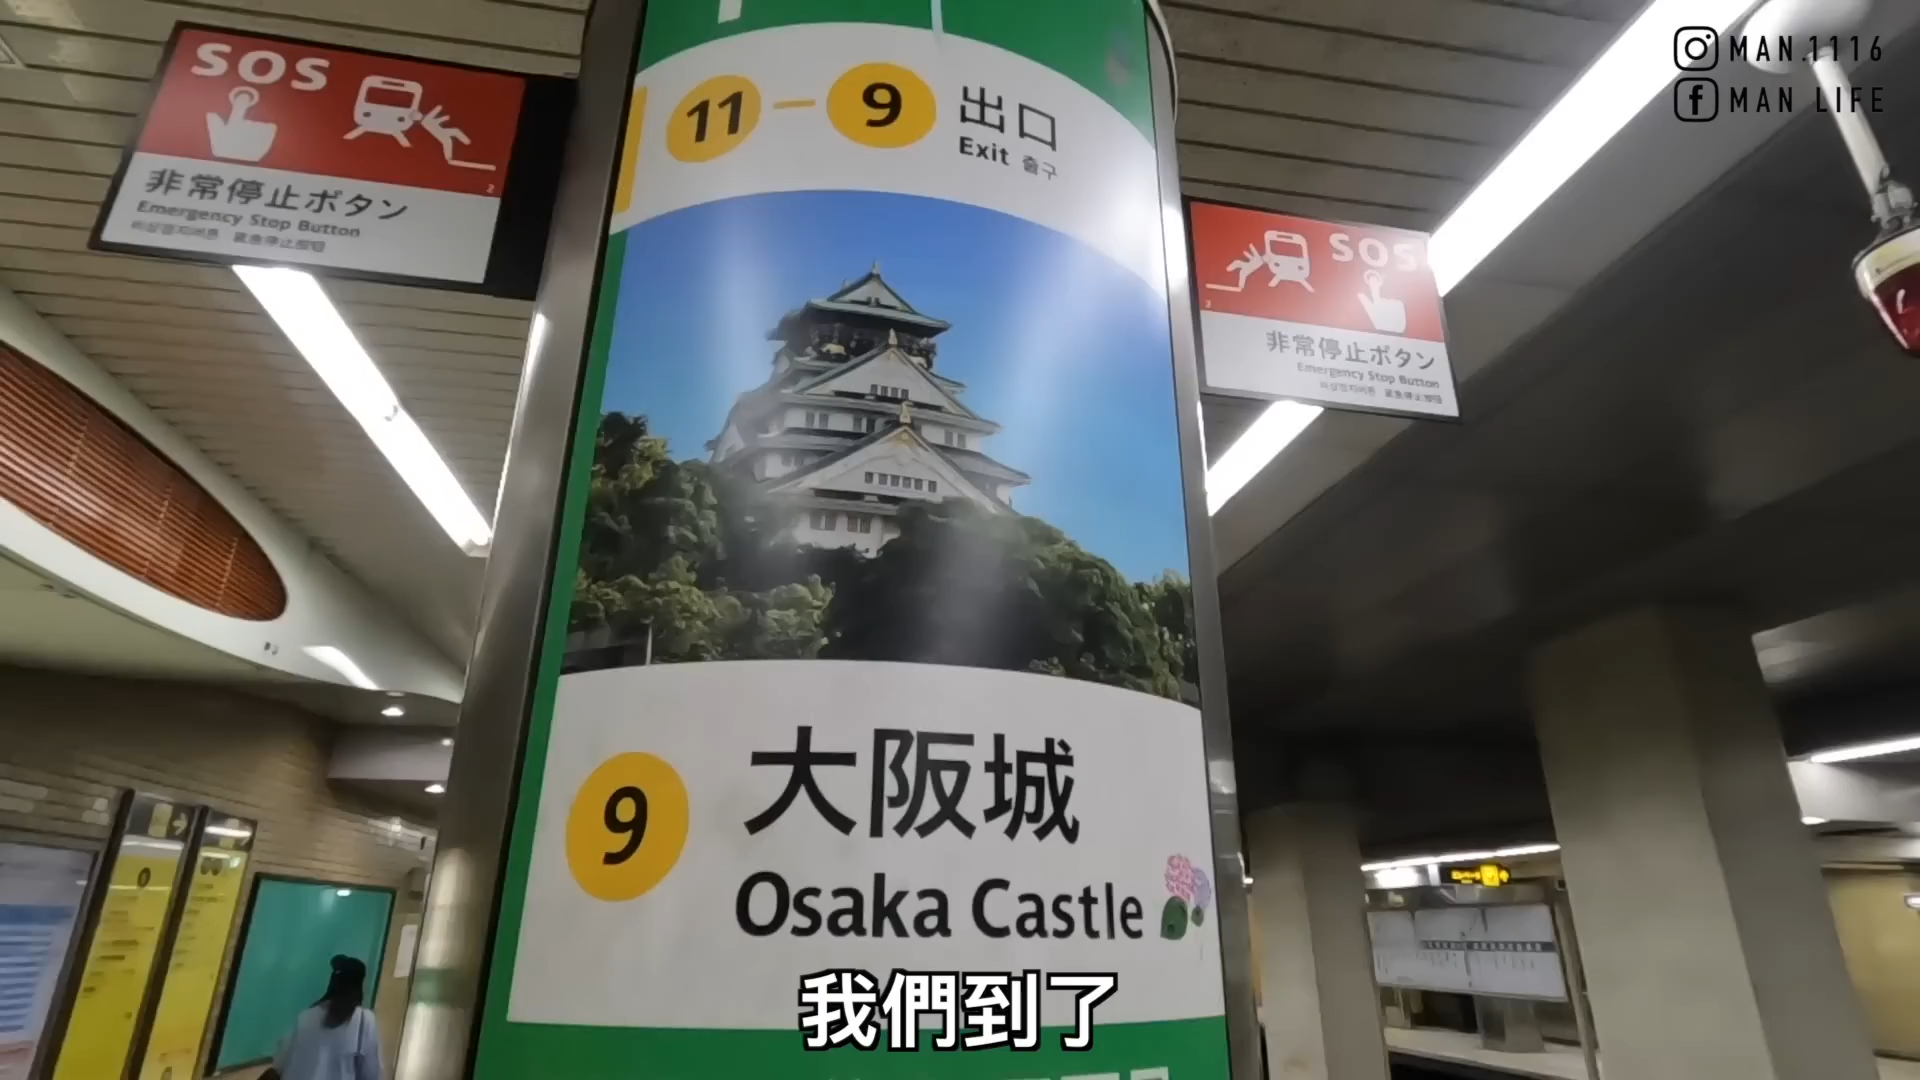 MAN.1116
MAN LIFE
SOS
非常停止ボタン
Emergency Stop Button
11 - 9 出口
Exit 출구
SOS
非常停止ボタン
Emergency Stop Button
9 大阪城
Osaka Castle
我們到了